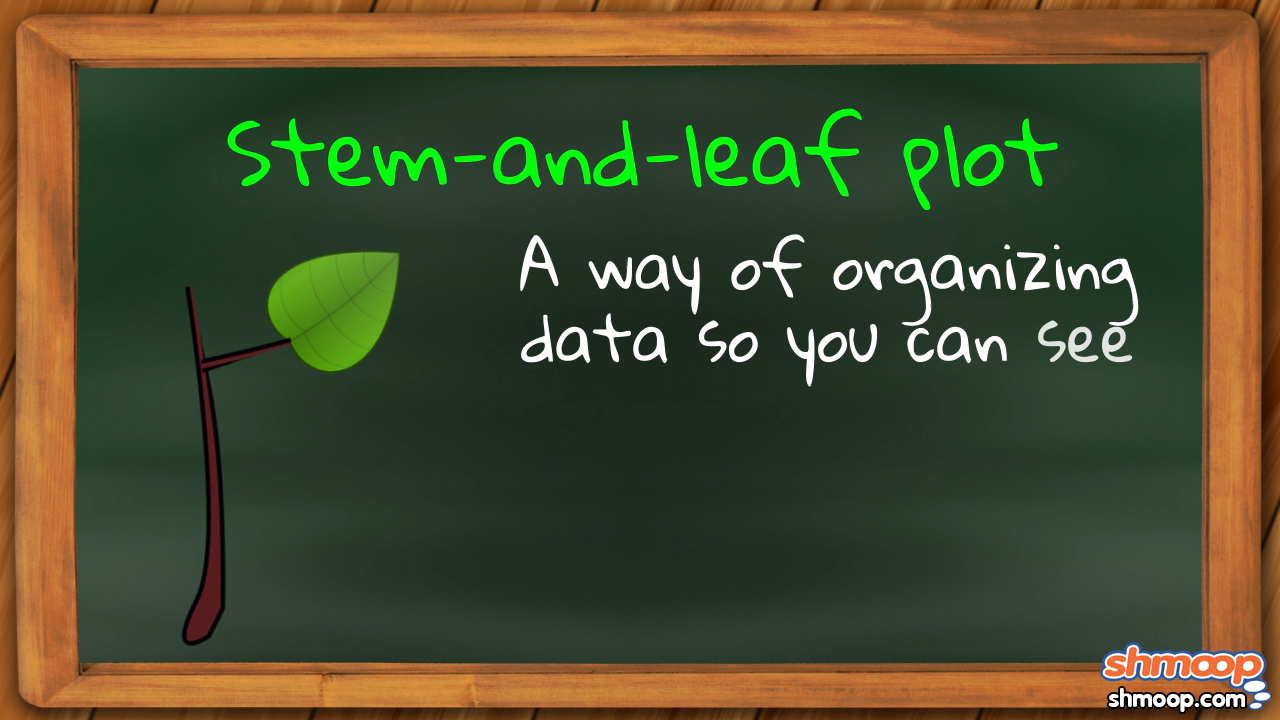 Stem-and-leaf plot
A way of organizing
data so you can see
shmoop
shmoop.com